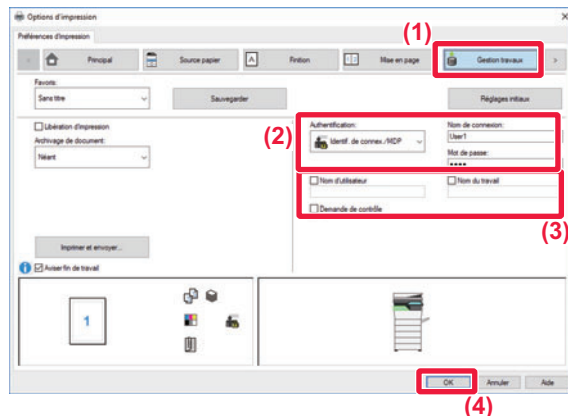 Options d'impression
Préférences d'impression
(1)
Principal
Source papier
Finition
Mise en page
Gestion travaux
Favoris:
Sans titre
Sauvegarder
Réglages initiaux
Libération d'impression
Archivage de document:
Néant
(2)
Authentification:
Identif. de connex./MDP
Nom de connexion:
User1
Mot de passe:
••••
Nom d'utilisateur
Nom du travail
Demande de contrôle
(3)
Imprimer et envoyer...
Aviser fin de travail
1
OK
Annuler
Aide
(4)